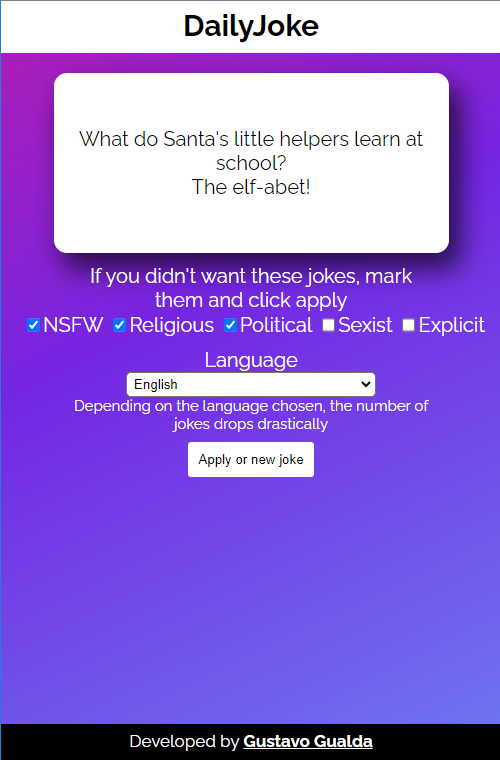 DailyJoke
What do Santa's little helpers learn at
school?
The elf-abet!
If you didn't want these jokes, mark
them and click apply
NSFW Religious Political Sexist Explicit
Language
English
Depending on the language chosen, the number of
jokes drops drastically
Apply or new joke
Developed by Gustavo Gualda